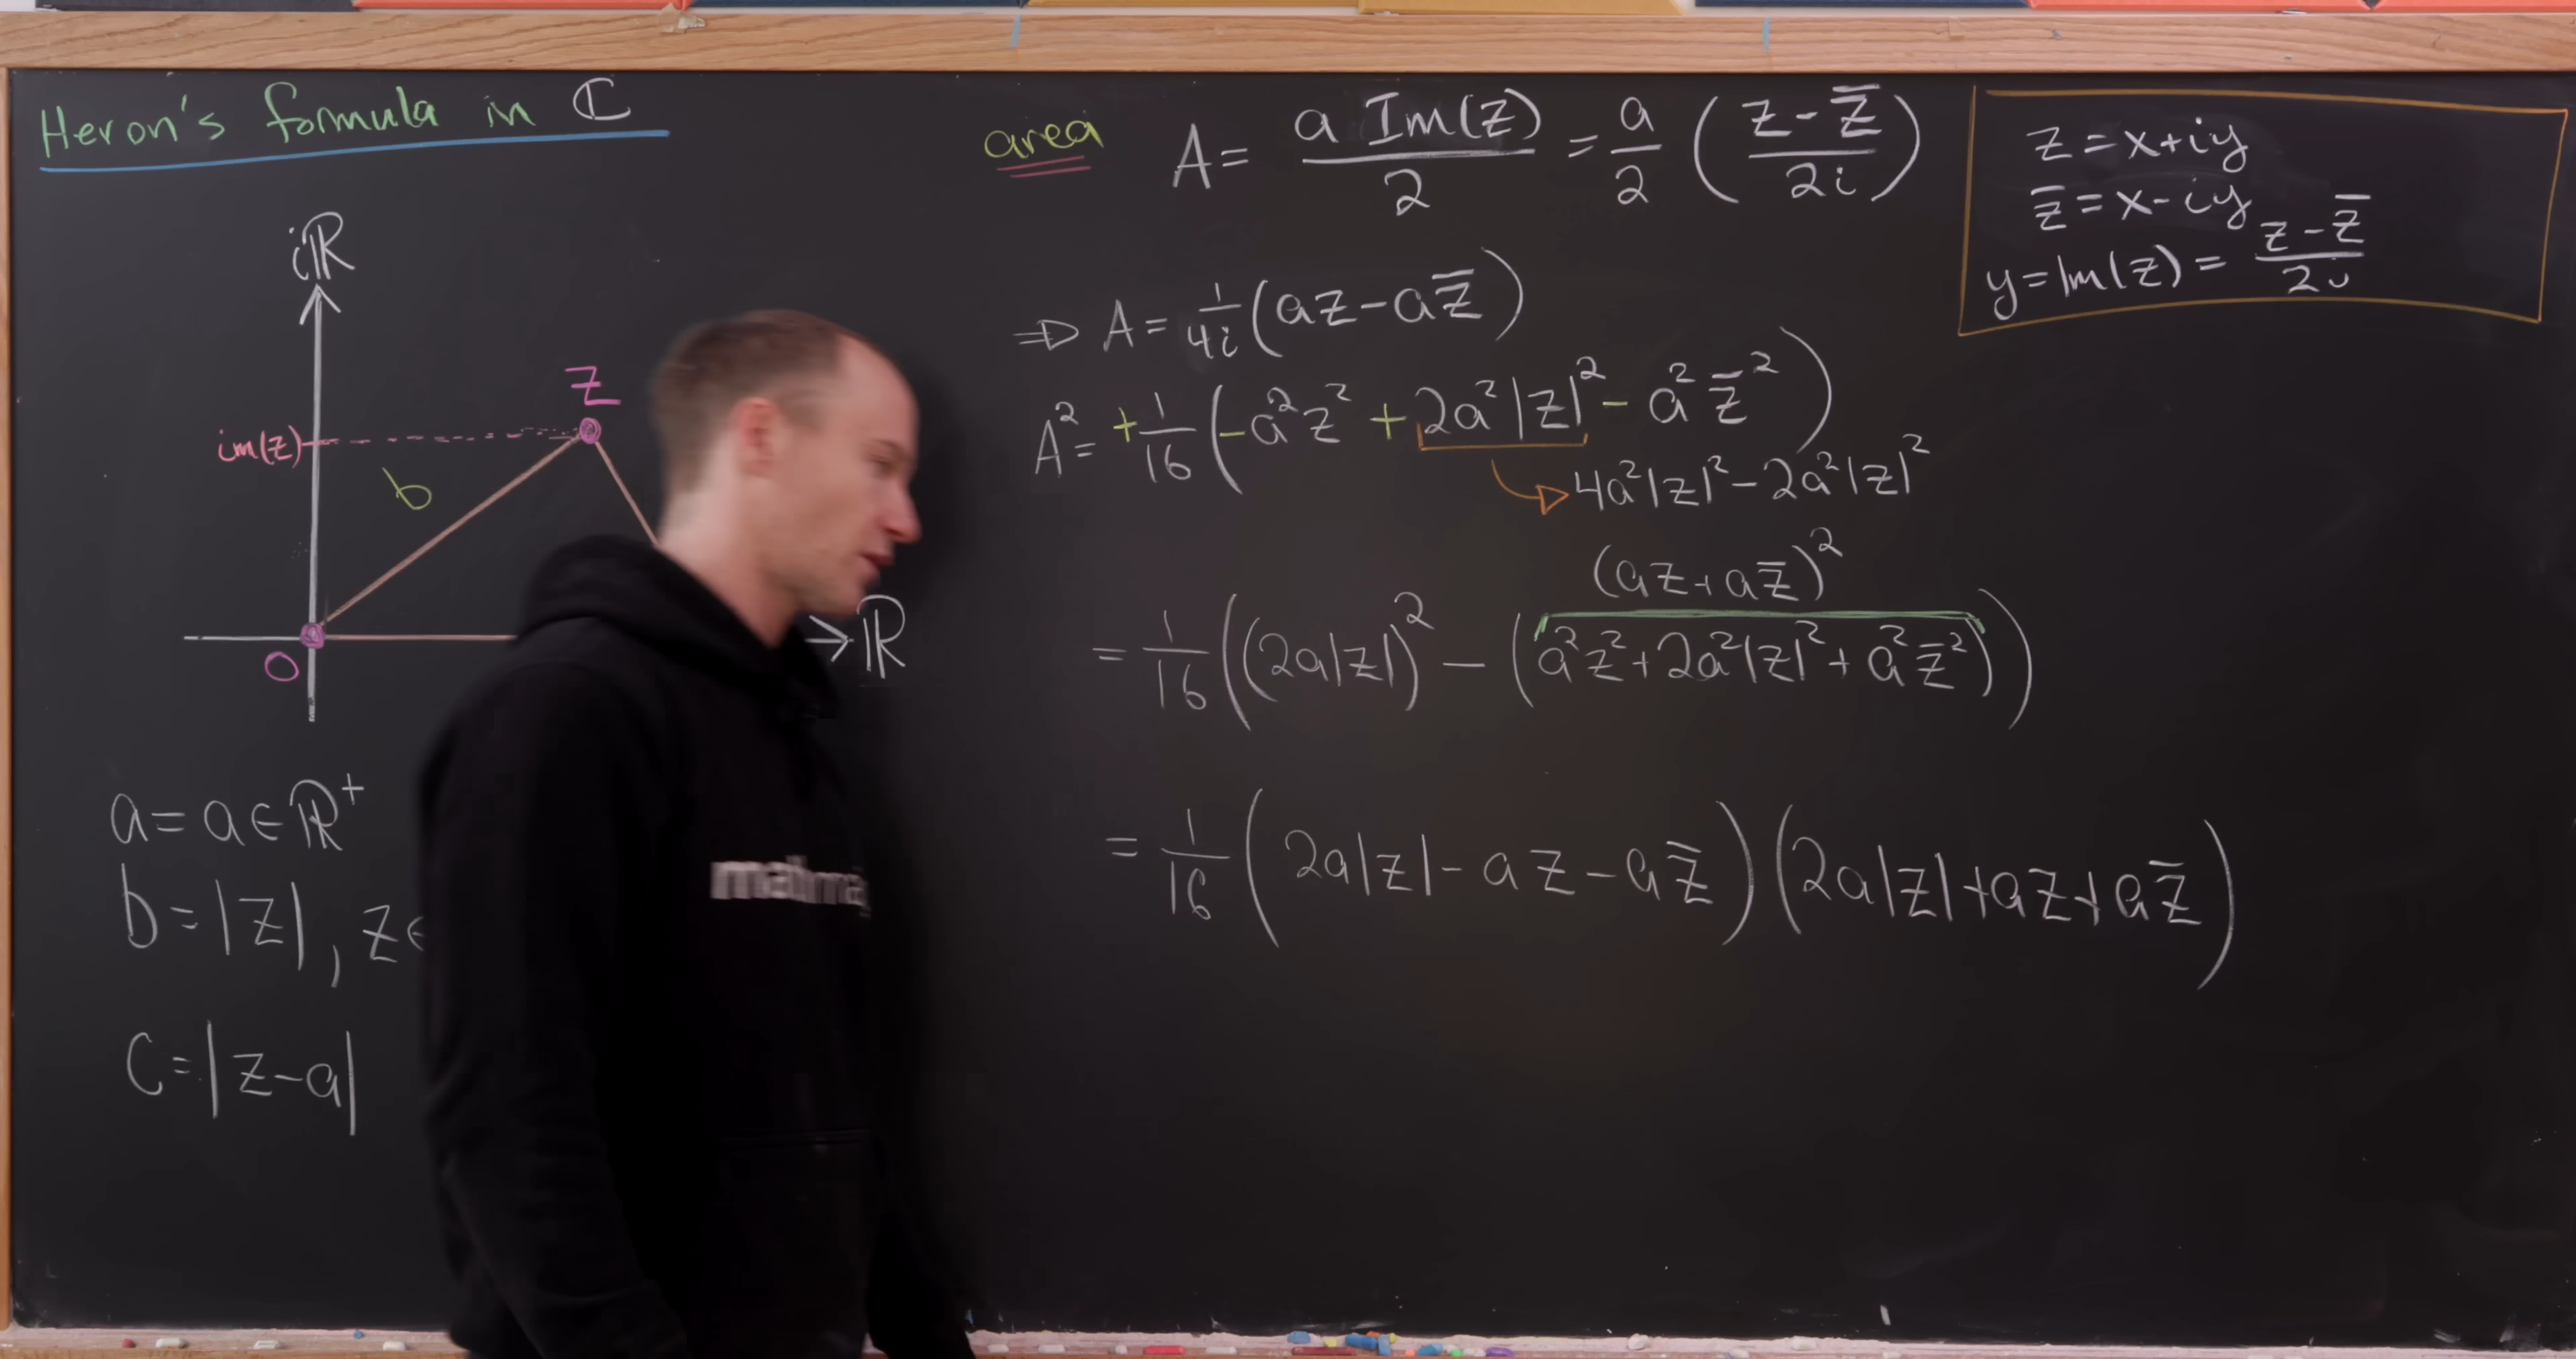 Heron's formula in ℂ
iℝ
z
im(z)
b
0
ℝ
a = a ∈ ℝ⁺
b = |z|, z ∈
c = |z-a|
area A = a Im(z) / 2 = a/2 ( (z - z̄) / 2i )
⇒ A = 1/4i (az - az̄)
A² = +1/16 (-a²z² + 2a²|z|² - a²z̄²)
→ 4a²|z|² - 2a²|z|²
(az + az̄)²
= 1/16 ((2a|z|)² - (a²z² + 2a²|z|² + a²z̄²))
= 1/16 (2a|z| - az - az̄)(2a|z| + az + az̄)
z = x + iy
z̄ = x - iy
y = Im(z) = (z - z̄) / 2i